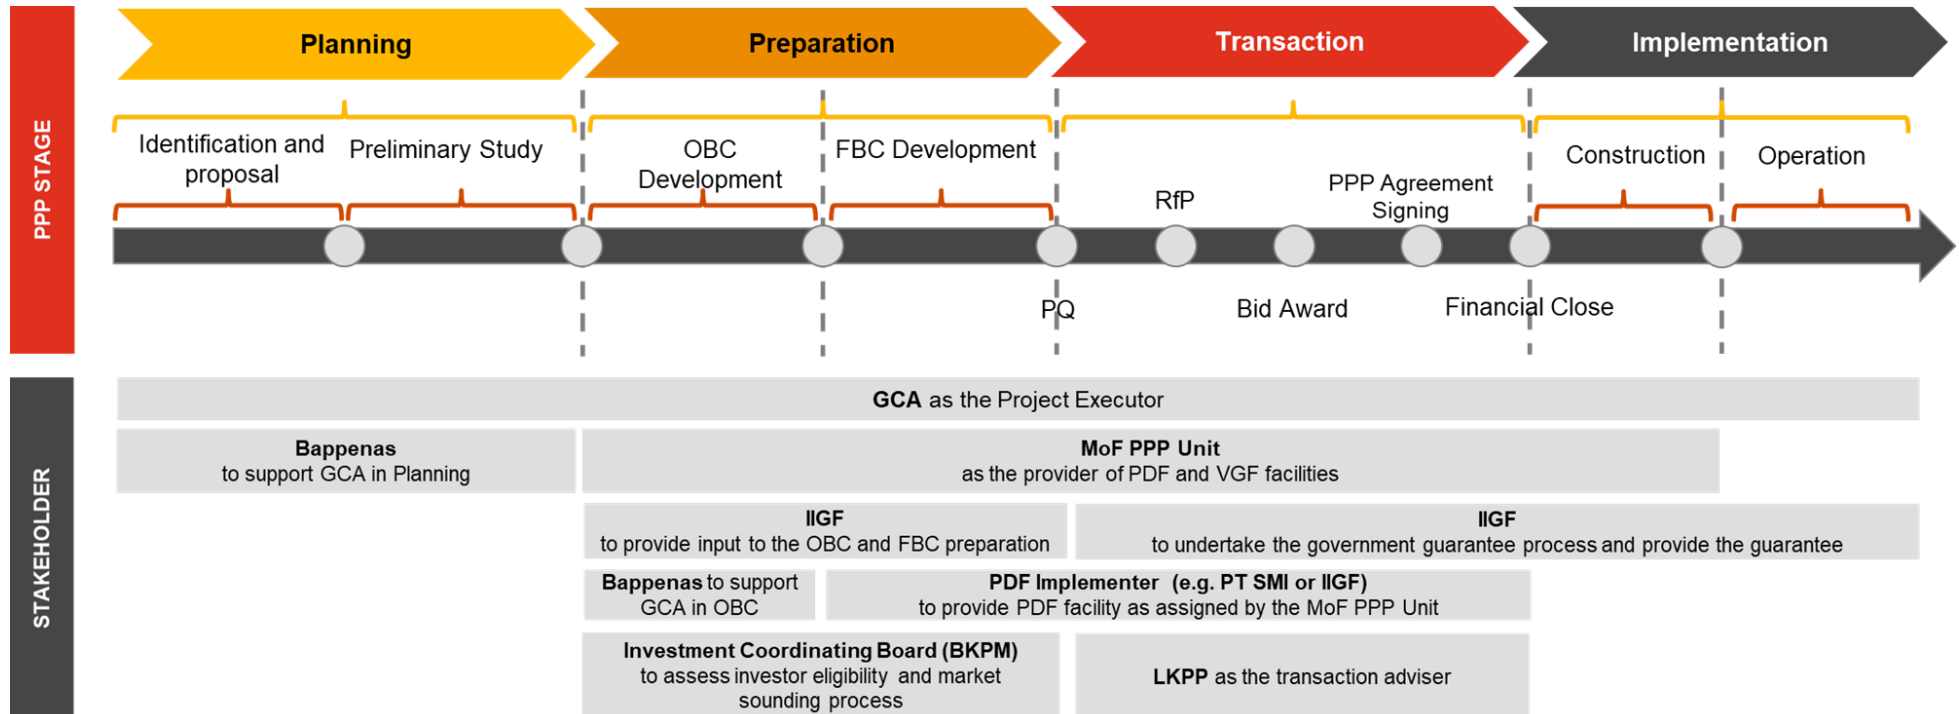 Planning
Preparation
Transaction
Implementation
PPP STAGE
Identification and
proposal
Preliminary Study
OBC
Development
FBC Development
RfP
PPP Agreement
Signing
Construction
Operation
PQ
Bid Award
Financial Close
STAKEHOLDER
GCA as the Project Executor
Bappenas
to support GCA in Planning
MoF PPP Unit
as the provider of PDF and VGF facilities
IIGF
to provide input to the OBC and FBC preparation
IIGF
to undertake the government guarantee process and provide the guarantee
Bappenas to support
GCA in OBC
PDF Implementer (e.g. PT SMI or IIGF)
to provide PDF facility as assigned by the MoF PPP Unit
Investment Coordinating Board (BKPM)
to assess investor eligibility and market
sounding process
LKPP as the transaction adviser